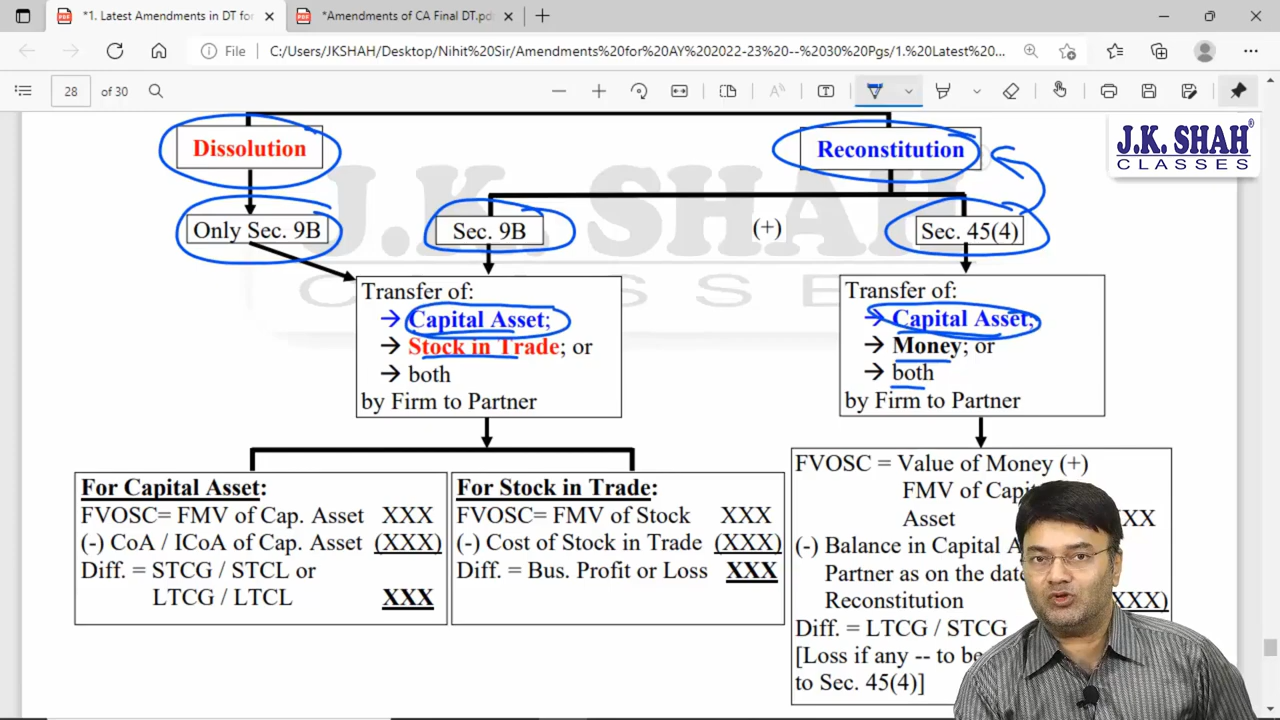 *1. Latest Amendments in DT for
*Amendments of CA Final DT.pd
File
C:/Users/JKSHAH/Desktop/Nihit%20Sir/Amendments%20for%20AY%202022-23%20--%2030%20Pgs/1.%20Latest%20...
28 of 30
J.K. SHAH®
CLASSES
Dissolution
Reconstitution
J.K. SHAH
CLASSES
Only Sec. 9B
Sec. 9B
(+)
Sec. 45(4)
Transfer of:
→ Capital Asset;
→ Stock in Trade; or
→ both
by Firm to Partner
Transfer of:
→ Capital Asset;
→ Money; or
→ both
by Firm to Partner
For Capital Asset:
FVOSC= FMV of Cap. Asset XXX
(-) CoA / ICoA of Cap. Asset (XXX)
Diff. = STCG / STCL or
LTCG / LTCL XXX
For Stock in Trade:
FVOSC= FMV of Stock XXX
(-) Cost of Stock in Trade (XXX)
Diff. = Bus. Profit or Loss XXX
FVOSC = Value of Money (+)
FMV of Capi
Asset XX
(-) Balance in Capital A
Partner as on the date
Reconstitution XXX)
Diff. = LTCG / STCG
[Loss if any -- to be
to Sec. 45(4)]